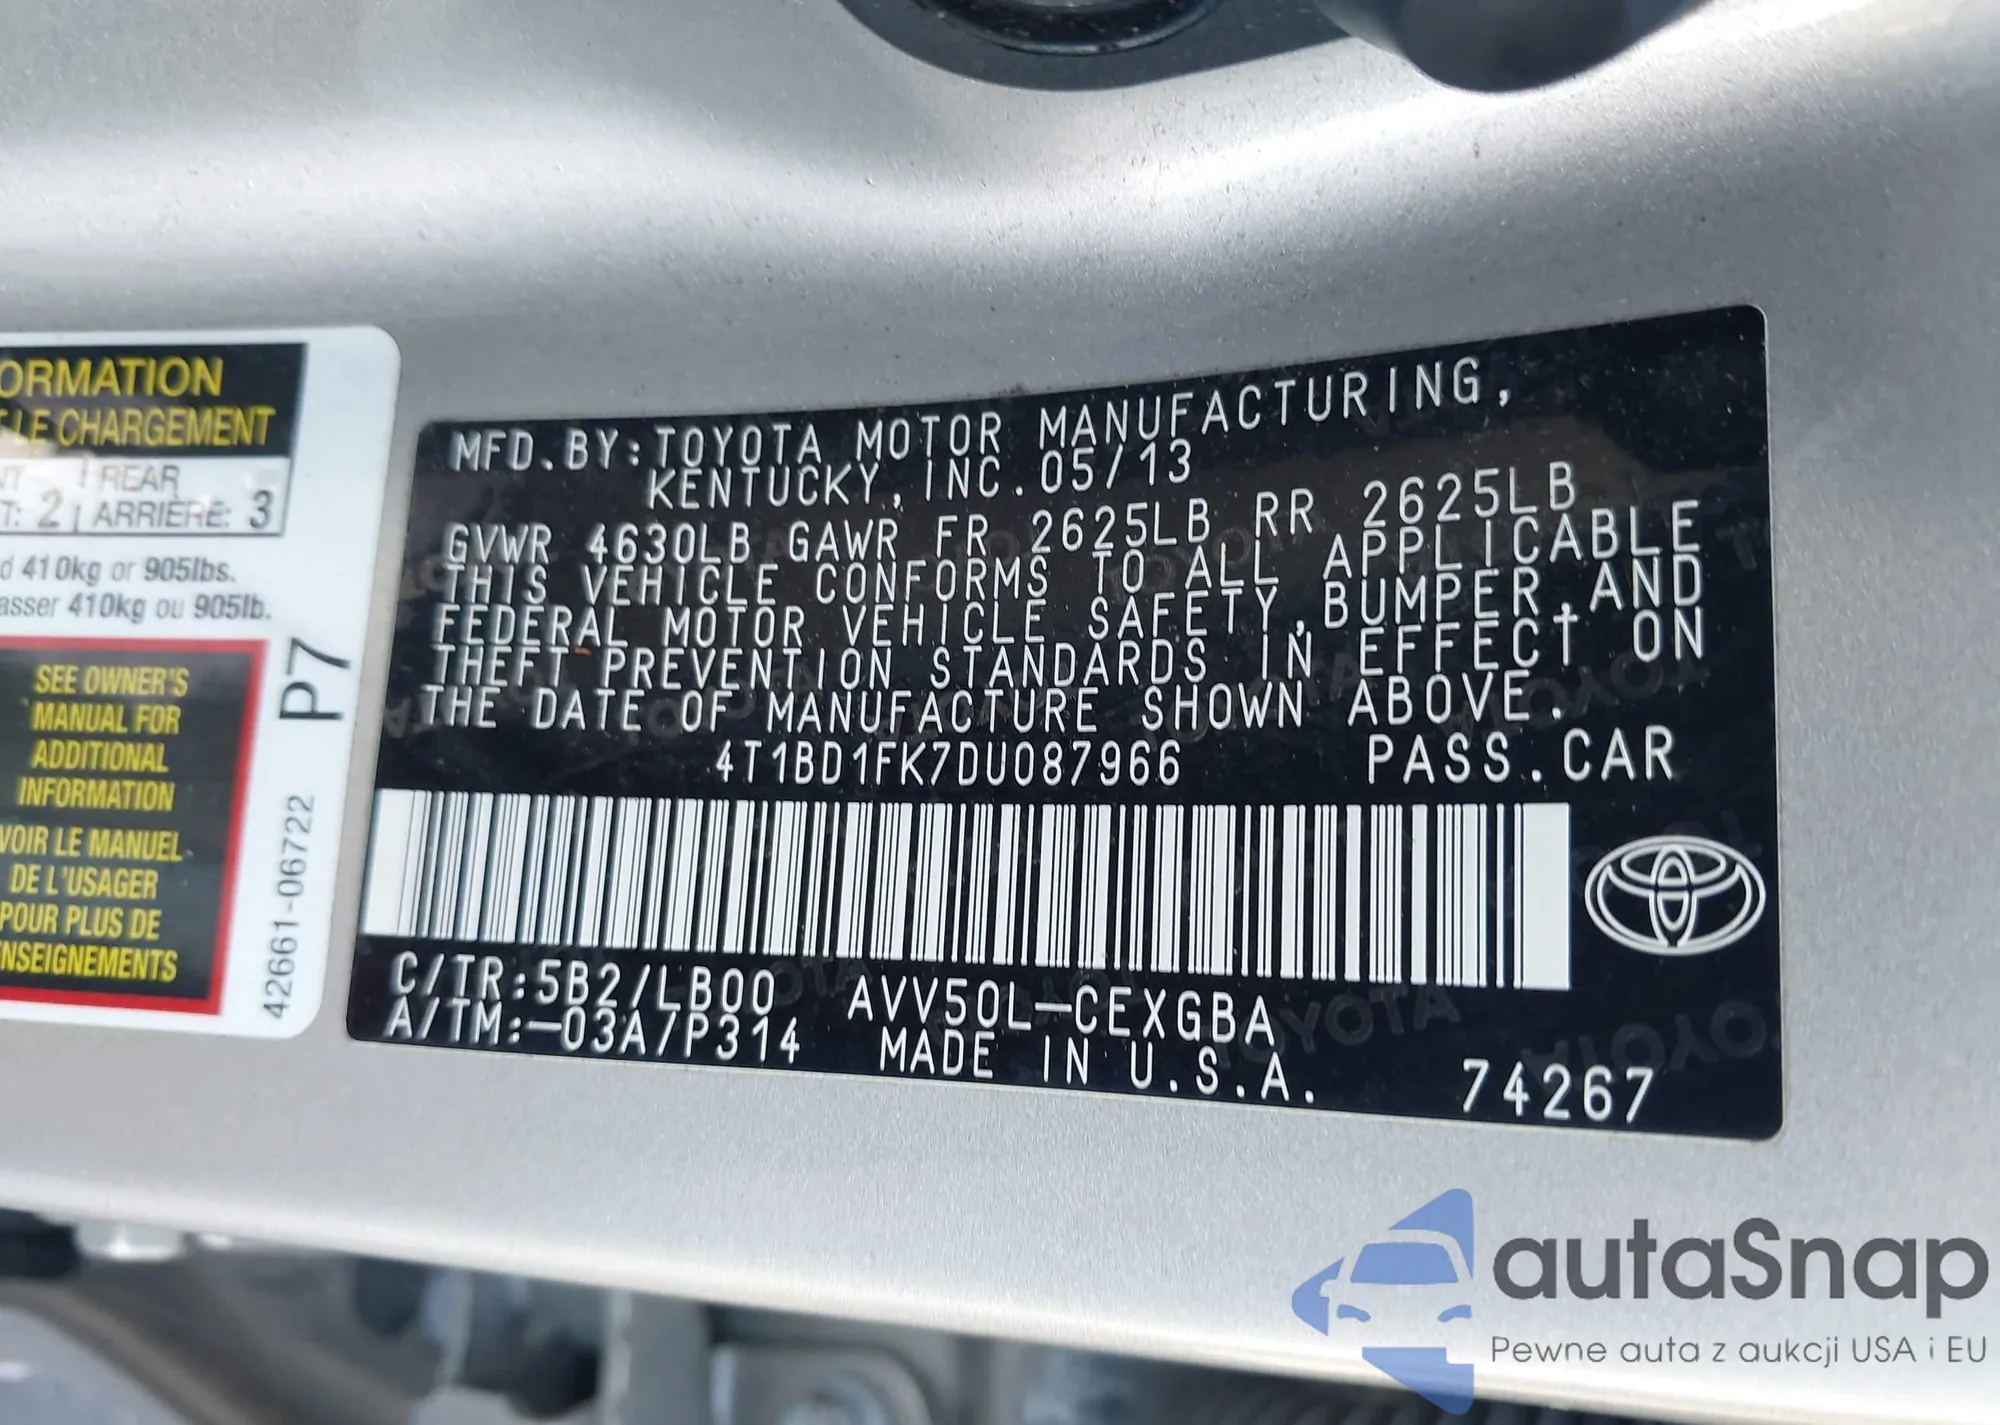 ORMATION
LE CHARGEMENT
REAR
2 ARRIÈRE: 3
410kg or 905lbs.
asser 410kg ou 905lb.
SEE OWNER'S
MANUAL FOR
ADDITIONAL
INFORMATION
VOIR LE MANUEL
DE L'USAGER
POUR PLUS DE
NSEIGNEMENTS
P7
42661-06722
MFD.BY:TOYOTA MOTOR MANUFACTURING,
KENTUCKY, INC. 05/13
GVWR 4630LB GAWR FR 2625LB RR 2625LB
THIS VEHICLE CONFORMS TO ALL APPLICABLE
FEDERAL MOTOR VEHICLE SAFETY, BUMPER, AND
THEFT PREVENTION STANDARDS IN EFFECT ON
THE DATE OF MANUFACTURE SHOWN ABOVE.
4T1BD1FK7DU087966 PASS.CAR
C/TR:5B2/LB00 AVV50L-CEXGBA
A/TM:-03A/P314 MADE IN U.S.A. 74267
autaSnap
Pewne auta z aukcji USA i EU